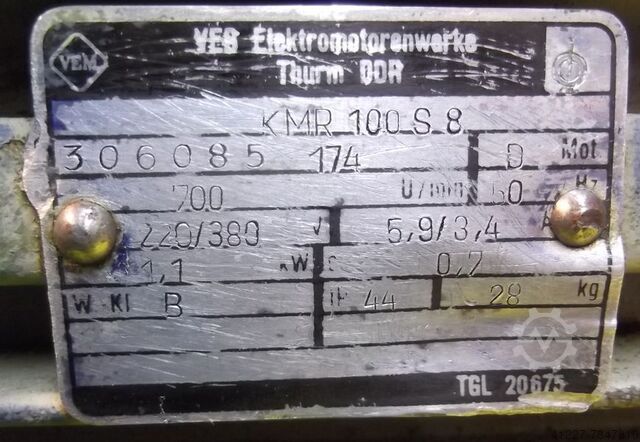 VEM VEB Elektromotorenwerke
Thurm DDR
KMR 100 S 8
306085 174 D Mot
700 U/min 50 Hz
220/380 V 5,9/3,4 A
1,1 kW 0,7
W Kl B IP 44 28 kg
TGL 20675